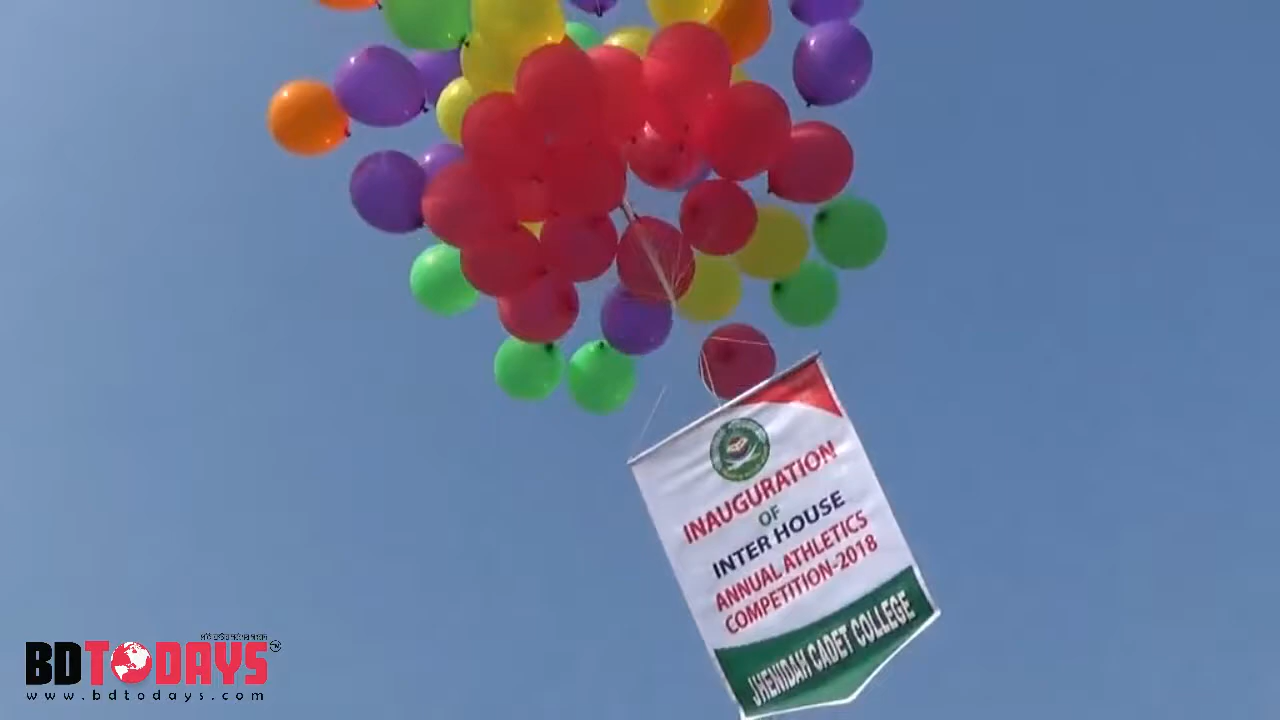 INAUGURATION
OF
INTER HOUSE
ANNUAL ATHLETICS
COMPETITION-2018
JHENIDAH CADET COLLEGE
BDTODAYS
www.bdtodays.com